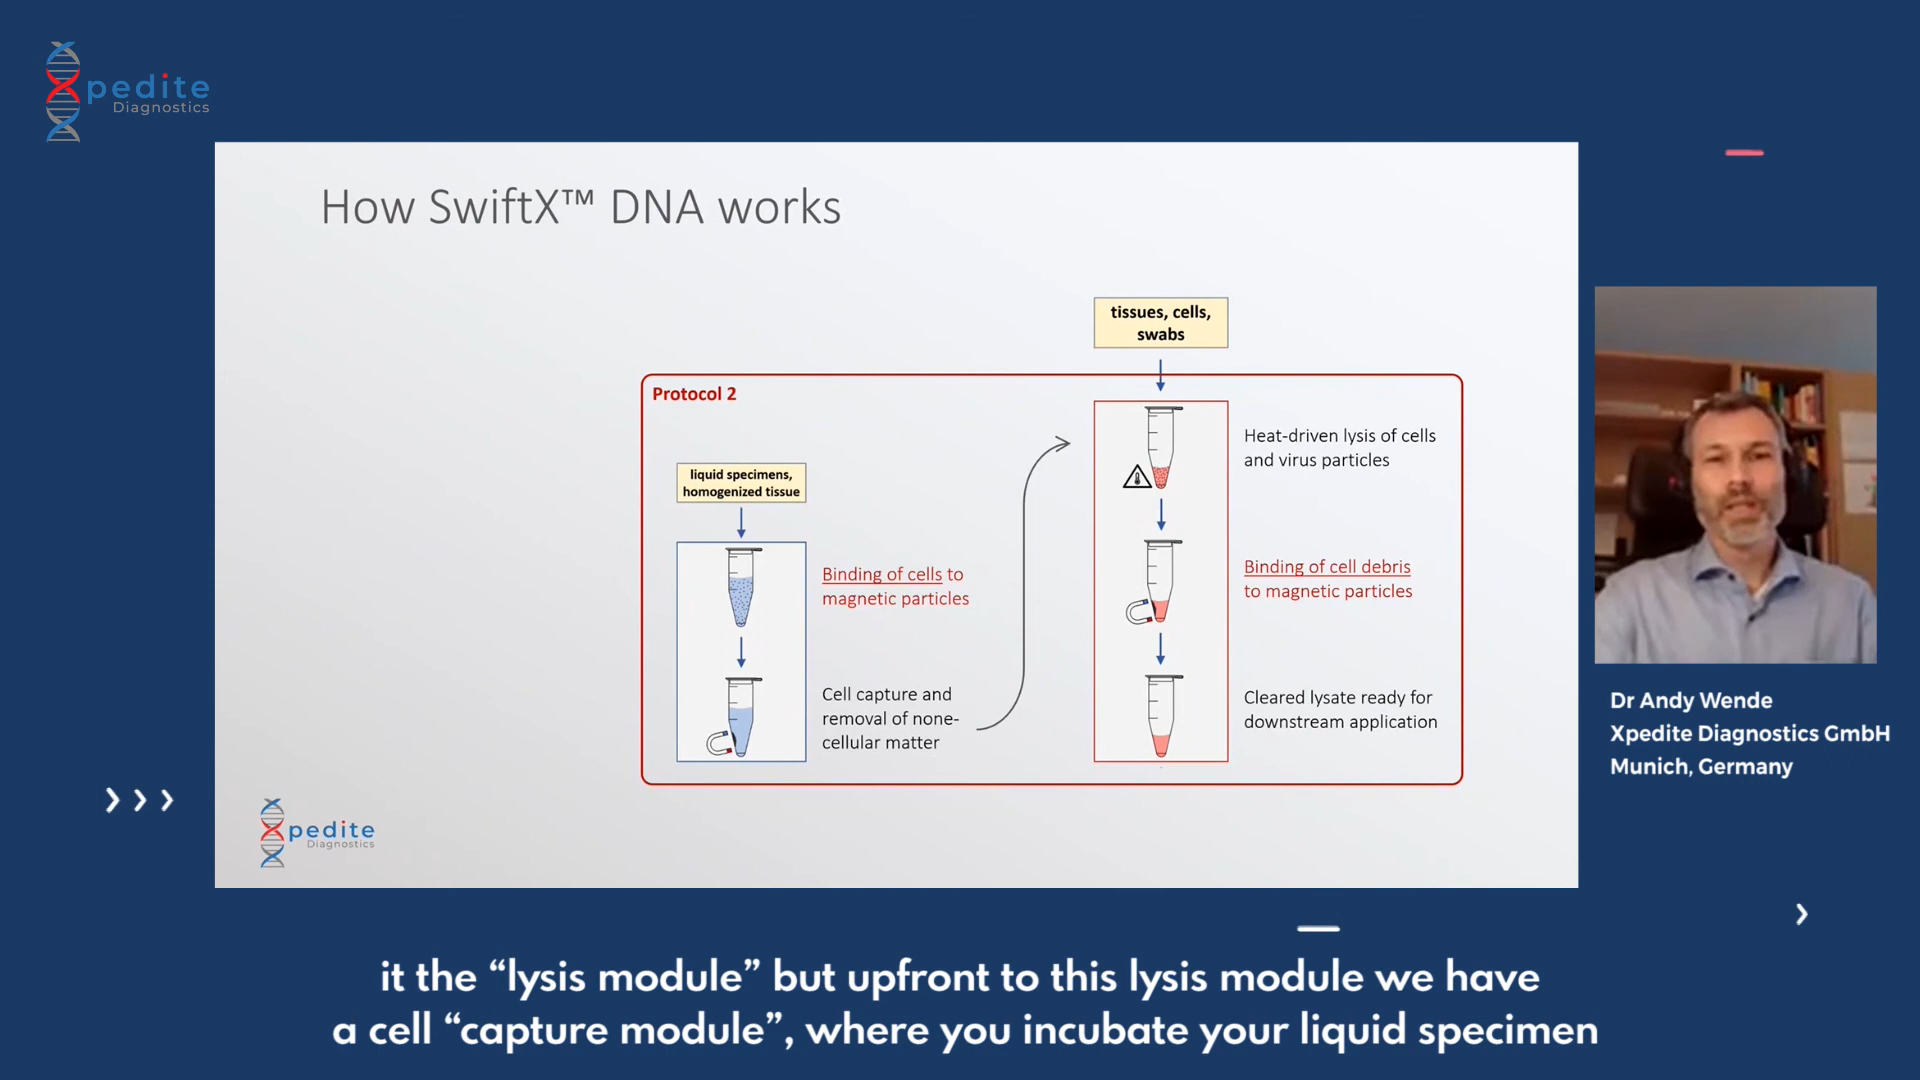 pedite
Diagnostics
How SwiftX™ DNA works
tissues, cells,
swabs
Protocol 2
liquid specimens,
homogenized tissue
Binding of cells to
magnetic particles
Cell capture and
removal of none-
cellular matter
Heat-driven lysis of cells
and virus particles
Binding of cell debris
to magnetic particles
Cleared lysate ready for
downstream application
pedite
Diagnostics
Dr Andy Wende
Xpedite Diagnostics GmbH
Munich, Germany
it the “lysis module” but upfront to this lysis module we have
a cell “capture module”, where you incubate your liquid specimen